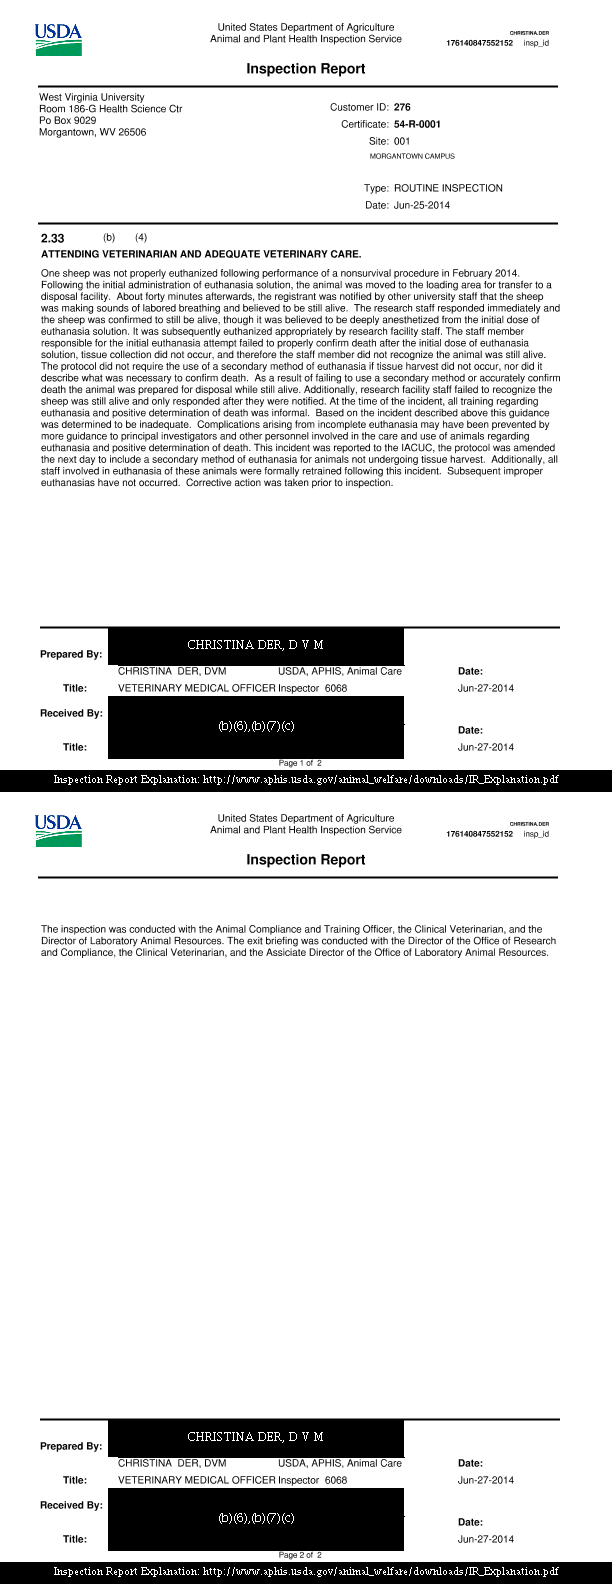 USDA
United States Department of Agriculture
Animal and Plant Health Inspection Service
CHRISTINA.DER
176140847552152 insp_id
Inspection Report
West Virginia University
Room 186-G Health Science Ctr
Po Box 9029
Morgantown, WV 26506
Customer ID: 276
Certificate: 54-R-0001
Site: 001
MORGANTOWN CAMPUS
Type: ROUTINE INSPECTION
Date: Jun-25-2014
2.33 (b) (4)
ATTENDING VETERINARIAN AND ADEQUATE VETERINARY CARE.
One sheep was not properly euthanized following performance of a nonsurvival procedure in February 2014.
Following the initial administration of euthanasia solution, the animal was moved to the loading area for transfer to a
disposal facility. About forty minutes afterwards, the registrant was notified by other university staff that the sheep
was making sounds of labored breathing and believed to be still alive. The research staff responded immediately and
the sheep was confirmed to still be alive, though it was believed to be deeply anesthetized from the initial dose of
euthanasia solution. It was subsequently euthanized appropriately by research facility staff. The staff member
responsible for the initial euthanasia attempt failed to properly confirm death after the initial dose of euthanasia
solution, tissue collection did not occur, and therefore the staff member did not recognize the animal was still alive.
The protocol did not require the use of a secondary method of euthanasia if tissue harvest did not occur, nor did it
describe what was necessary to confirm death. As a result of failing to use a secondary method or accurately confirm
death the animal was prepared for disposal while still alive. Additionally, research facility staff failed to recognize the
sheep was still alive and only responded after they were notified. At the time of the incident, all training regarding
euthanasia and positive determination of death was informal. Based on the incident described above this guidance
was determined to be inadequate. Complications arising from incomplete euthanasia may have been prevented by
more guidance to principal investigators and other personnel involved in the care and use of animals regarding
euthanasia and positive determination of death. This incident was reported to the IACUC, the protocol was amended
the next day to include a secondary method of euthanasia for animals not undergoing tissue harvest. Additionally, all
staff involved in euthanasia of these animals were formally retrained following this incident. Subsequent improper
euthanasias have not occurred. Corrective action was taken prior to inspection.
CHRISTINA DER, D V M
Prepared By:
CHRISTINA DER, DVM USDA, APHIS, Animal Care Date:
Title: VETERINARY MEDICAL OFFICER Inspector 6068 Jun-27-2014
Received By:
(b)(6),(b)(7)(c)
Date:
Title: Jun-27-2014
Page 1 of 2
Inspection Report Explanation: http://www.aphis.usda.gov/animal_welfare/downloads/IR_Explanation.pdf
USDA
United States Department of Agriculture
Animal and Plant Health Inspection Service
CHRISTINA.DER
176140847552152 insp_id
Inspection Report
The inspection was conducted with the Animal Compliance and Training Officer, the Clinical Veterinarian, and the
Director of Laboratory Animal Resources. The exit briefing was conducted with the Director of the Office of Research
and Compliance, the Clinical Veterinarian, and the Assiciate Director of the Office of Laboratory Animal Resources.
CHRISTINA DER, D V M
Prepared By:
CHRISTINA DER, DVM USDA, APHIS, Animal Care Date:
Title: VETERINARY MEDICAL OFFICER Inspector 6068 Jun-27-2014
Received By:
(b)(6),(b)(7)(c)
Date:
Title: Jun-27-2014
Page 2 of 2
Inspection Report Explanation: http://www.aphis.usda.gov/animal_welfare/downloads/IR_Explanation.pdf